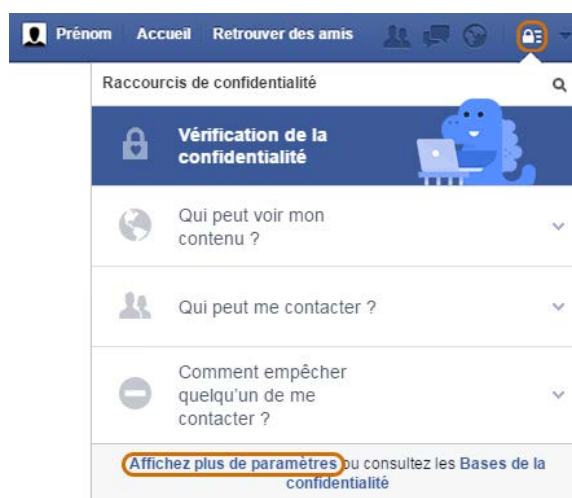 Prénom Accueil Retrouver des amis
Raccourcis de confidentialité
Vérification de la
confidentialité
Qui peut voir mon
contenu ?
Qui peut me contacter ?
Comment empêcher
quelqu'un de me
contacter ?
Affichez plus de paramètres ou consultez les Bases de la
confidentialité